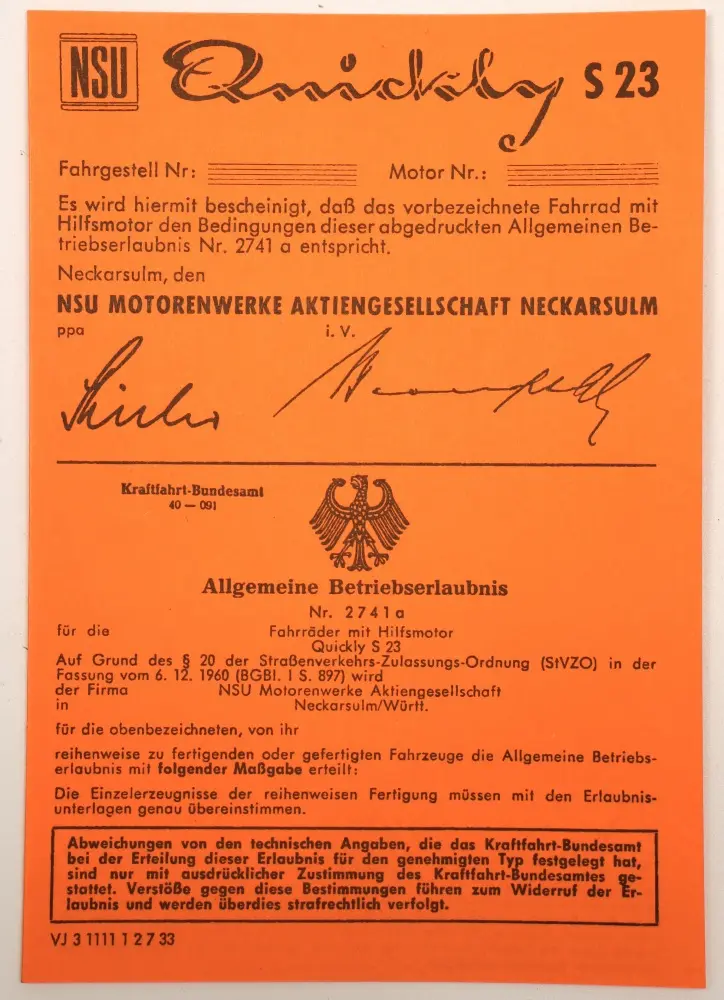 NSU Quickly S 23
Fahrgestell Nr: Motor Nr.:
Es wird hiermit bescheinigt, daß das vorbezeichnete Fahrrad mit
Hilfsmotor den Bedingungen dieser abgedruckten Allgemeinen Be-
triebserlaubnis Nr. 2741 a entspricht.
Neckarsulm, den
NSU MOTORENWERKE AKTIENGESELLSCHAFT NECKARSULM
ppa i. V.
Kraftfahrt-Bundesamt
40 — 091
Allgemeine Betriebserlaubnis
Nr. 2741a
für die Fahrräder mit Hilfsmotor
Quickly S 23
Auf Grund des § 20 der Straßenverkehrs-Zulassungs-Ordnung (StVZO) in der
Fassung vom 6. 12. 1960 (BGBl. I S. 897) wird
der Firma NSU Motorenwerke Aktiengesellschaft
in Neckarsulm/Württ.
für die obenbezeichneten, von ihr
reihenweise zu fertigenden oder gefertigten Fahrzeuge die Allgemeine Betriebs-
erlaubnis mit folgender Maßgabe erteilt:
Die Einzelerzeugnisse der reihenweisen Fertigung müssen mit den Erlaubnis-
unterlagen genau übereinstimmen.
Abweichungen von den technischen Angaben, die das Kraftfahrt-Bundesamt
bei der Erteilung dieser Erlaubnis für den genehmigten Typ festgelegt hat,
sind nur mit ausdrücklicher Zustimmung des Kraftfahrt-Bundesamtes ge-
stattet. Verstöße gegen diese Bestimmungen führen zum Widerruf der Er-
laubnis und werden überdies strafrechtlich verfolgt.
VJ 3 1111 1 2 7 33